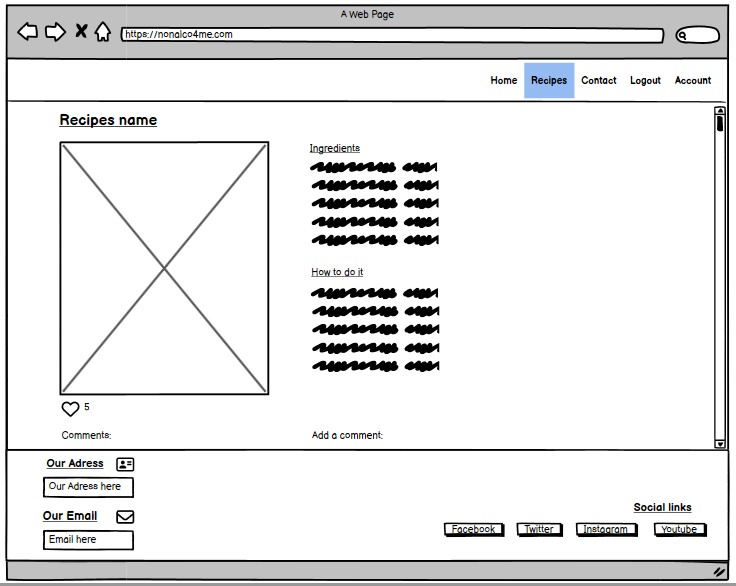 A Web Page
https://nonalco4me.com
Home Recipes Contact Logout Account
Recipes name
Ingredients
How to do it
5
Comments:
Add a comment:
Our Adress
Our Adress here
Our Email
Email here
Social links
Facebook Twitter Instagram Youtube